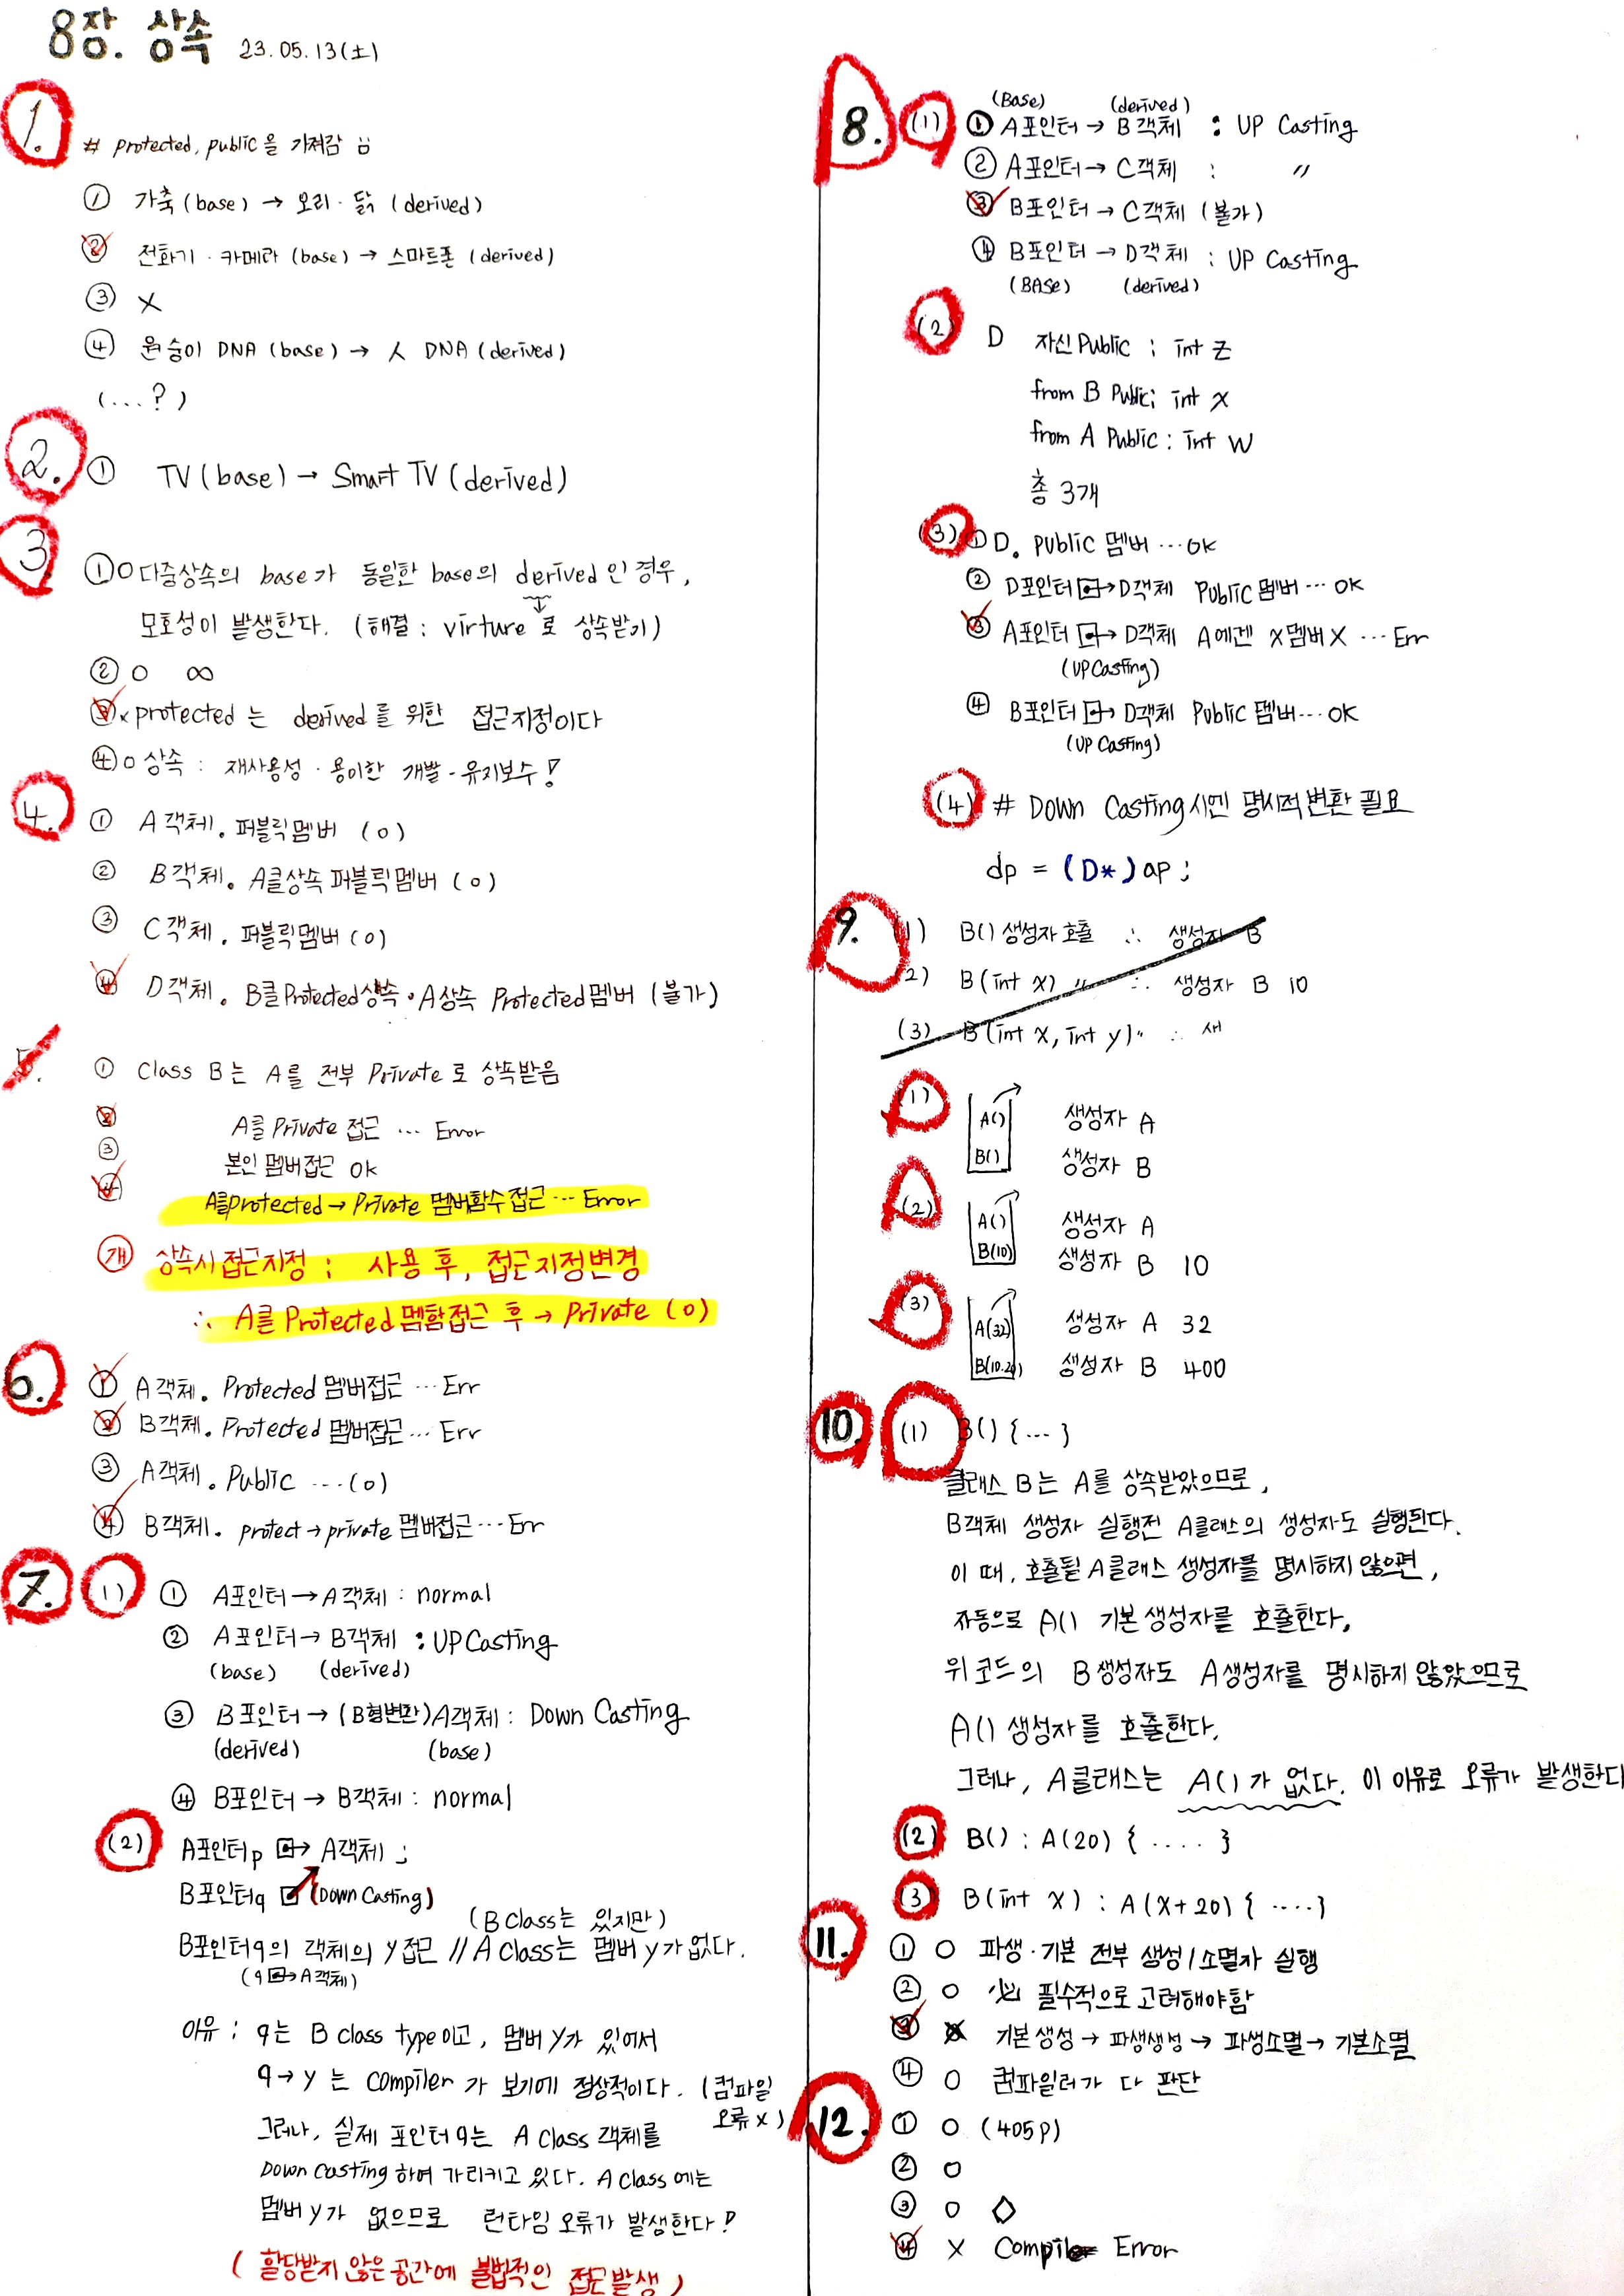 8장. 상속 23.05.13(土)
1.
# protected, public을 가져감
① 가축 (base) → 오리·닭 (derived)
② 전화기·카메라 (base) → 스마트폰 (derived)
③ X
④ 원숭이 DNA (base) → 人 DNA (derived)
(...?)
2. ① TV (base) → Smart TV (derived)
3
① O 다중상속의 base가 동일한 base의 derived 인 경우,
모호성이 발생한다. (해결 : virture 로 상속받기)
② O ∞
③ x protected 는 derived를 위한 접근지정이다
④ O 상속 : 재사용성·용이한 개발·유지보수!
4. ① A객체. 퍼블릭멤버 (O)
② B객체. A클상속 퍼블릭멤버 (O)
③ C객체. 퍼블릭멤버 (O)
④ D객체. B클Protected상속·A상속 Protected멤버 (불가)
5. ① Class B는 A를 전부 Private로 상속받음
② A클 Private 접근 ... Error
③ 본인 멤버접근 OK
④ A클protected → Private 멤버함수접근 ... Error
개 상속시 접근지정 : 사용 후, 접근지정변경
∴ A클 Protected멤함접근 후 → Private (O)
6. ① A객체. Protected 멤버접근 ... Err
② B객체. Protected 멤버접근 ... Err
③ A객체. Public ... (O)
④ B객체. protect → private 멤버접근 ... Err
7. (1) ① A포인터 → A객체 : normal
② A포인터 → B객체 : UP Casting
(base) (derived)
③ B포인터 → (B형변환)A객체 : Down Casting
(derived) (base)
④ B포인터 → B객체 : normal
(2) A포인터p → A객체 ;
B포인터q (Down Casting)
(B Class는 있지만)
B포인터q의 객체의 y접근 // A Class는 멤버 y가 없다.
(q → A객체)
이유 : q는 B class type이고, 멤버 y가 있어서
q → y 는 compiler 가 보기에 정상적이다. (컴파일
오류 x)
그러나, 실제 포인터 q는 A class 객체를
Down casting 하여 가리키고 있다. A class 에는
멤버 y가 없으므로 런타임 오류가 발생한다!
(할당받지 않은 공간에 불법적인 접근발생)
(Base) (derived)
8. (1) ① A포인터 → B객체 : UP Casting
② A포인터 → C객체 : 〃
③ B포인터 → C객체 (불가)
④ B포인터 → D객체 : UP Casting
(BASe) (derived)
(2) D 자신Public : int z
from B Public; int x
from A Public : int w
총 3개
(3) ① D. public 멤버 ... OK
② D포인터 → D객체 Public 멤버 ... OK
③ A포인터 → D객체 A에겐 x멤버 X ... Err
(UPCasting)
④ B포인터 → D객체 Public 멤버 ... OK
(UP Casting)
(4) # Down Casting시엔 명시적변환 필요
dp = (D*) ap ;
9. (1) B() 생성자 호출 ∴ 생성자 B
(2) B(int x) 〃 ∴ 생성자 B 10
(3) B(int x, int y) 〃 ∴ 새
(1) A() 생성자 A
B() 생성자 B
(2) A() 생성자 A
B(10) 생성자 B 10
(3) A(32) 생성자 A 32
B(10.20) 생성자 B 400
10. (1) B() {...}
클래스 B는 A를 상속받았으므로,
B객체 생성자 실행전 A클래스의 생성자도 실행된다.
이 때, 호출될 A클래스 생성자를 명시하지 않으면,
자동으로 A() 기본생성자를 호출한다.
위 코드의 B생성자도 A생성자를 명시하지 않았으므로
A() 생성자를 호출한다.
그러나, A클래스는 A()가 없다. 이 이유로 오류가 발생한다
(2) B() : A(20) { .... }
(3) B(int x) : A(x+20) { .... }
11. ① O 파생·기본 전부 생성/소멸자 실행
② O 必 필수적으로 고려해야함
③ X 기본생성 → 파생생성 → 파생소멸 → 기본소멸
④ O 컴파일러가 다 판단
12. ① O (405p)
② O
③ O ◇
④ X Compile Error